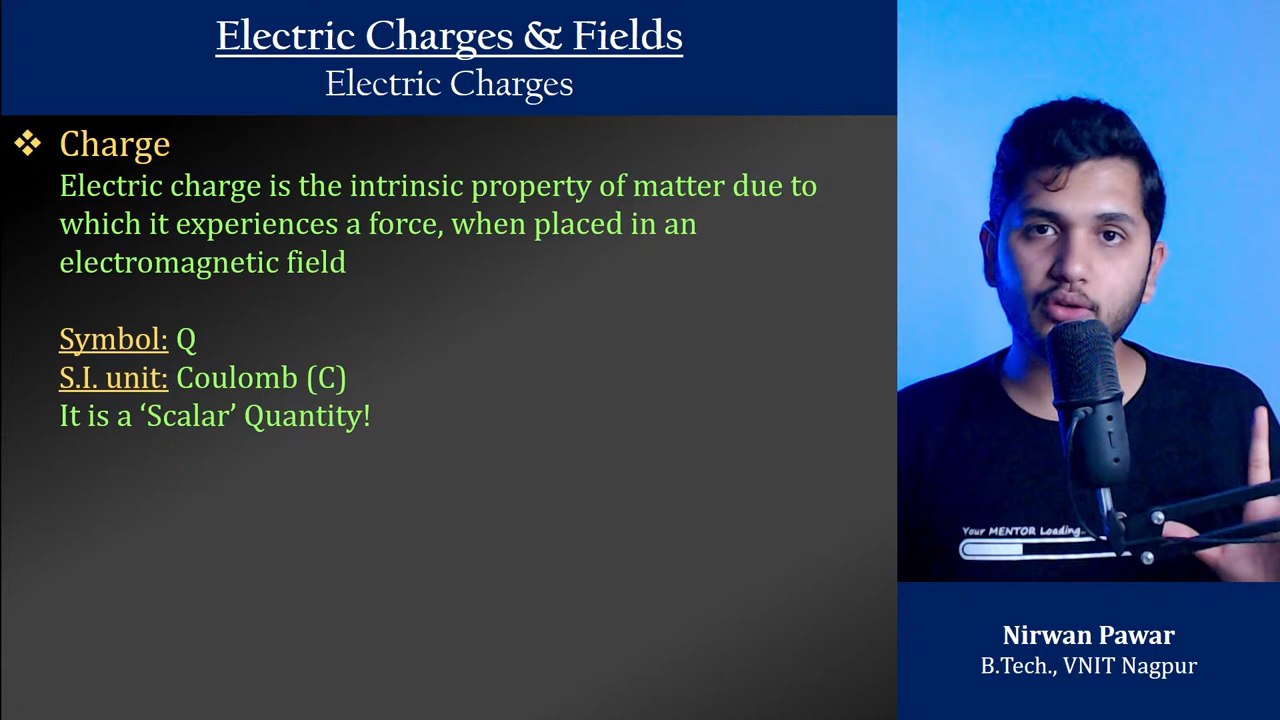 Electric Charges & Fields
Electric Charges
❖ Charge
Electric charge is the intrinsic property of matter due to
which it experiences a force, when placed in an
electromagnetic field
Symbol: Q
S.I. unit: Coulomb (C)
It is a ‘Scalar’ Quantity!
Your MENTOR Loading..
Nirwan Pawar
B.Tech., VNIT Nagpur